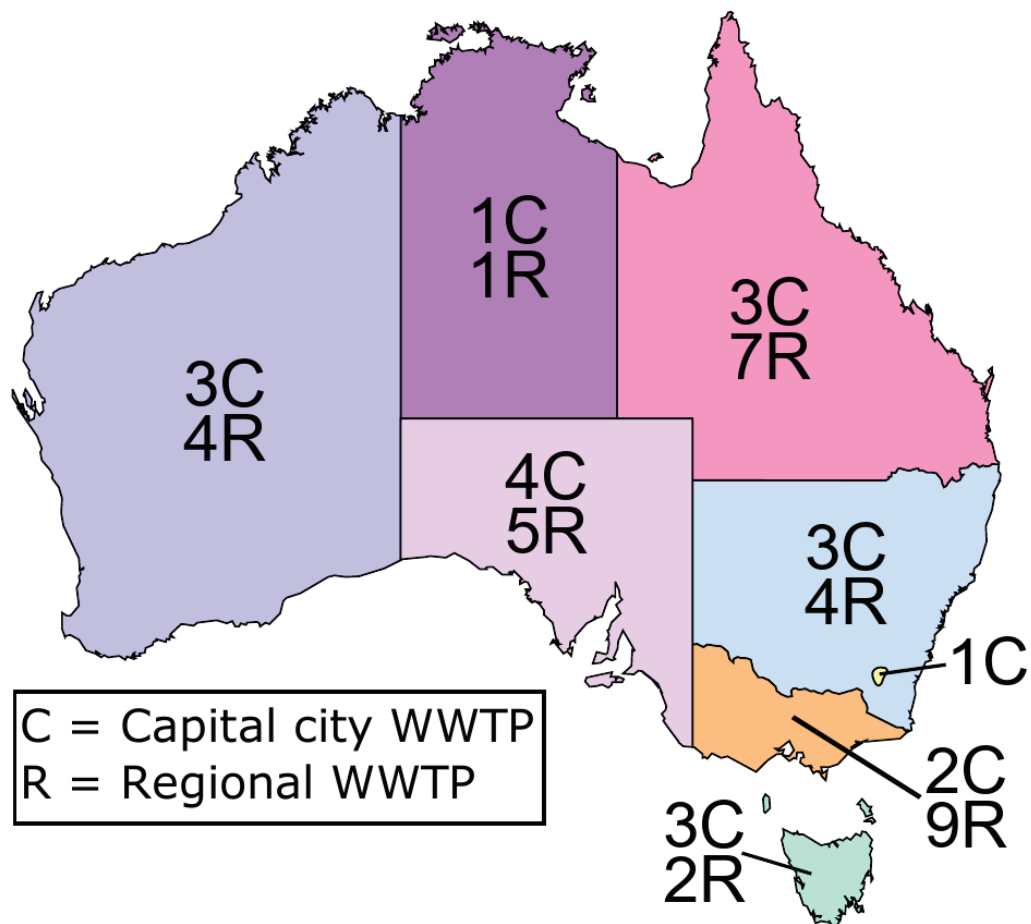 1C
1R
3C
7R
3C
4R
4C
5R
3C
4R
1C
C = Capital city WWTP
R = Regional WWTP
2C
9R
3C
2R